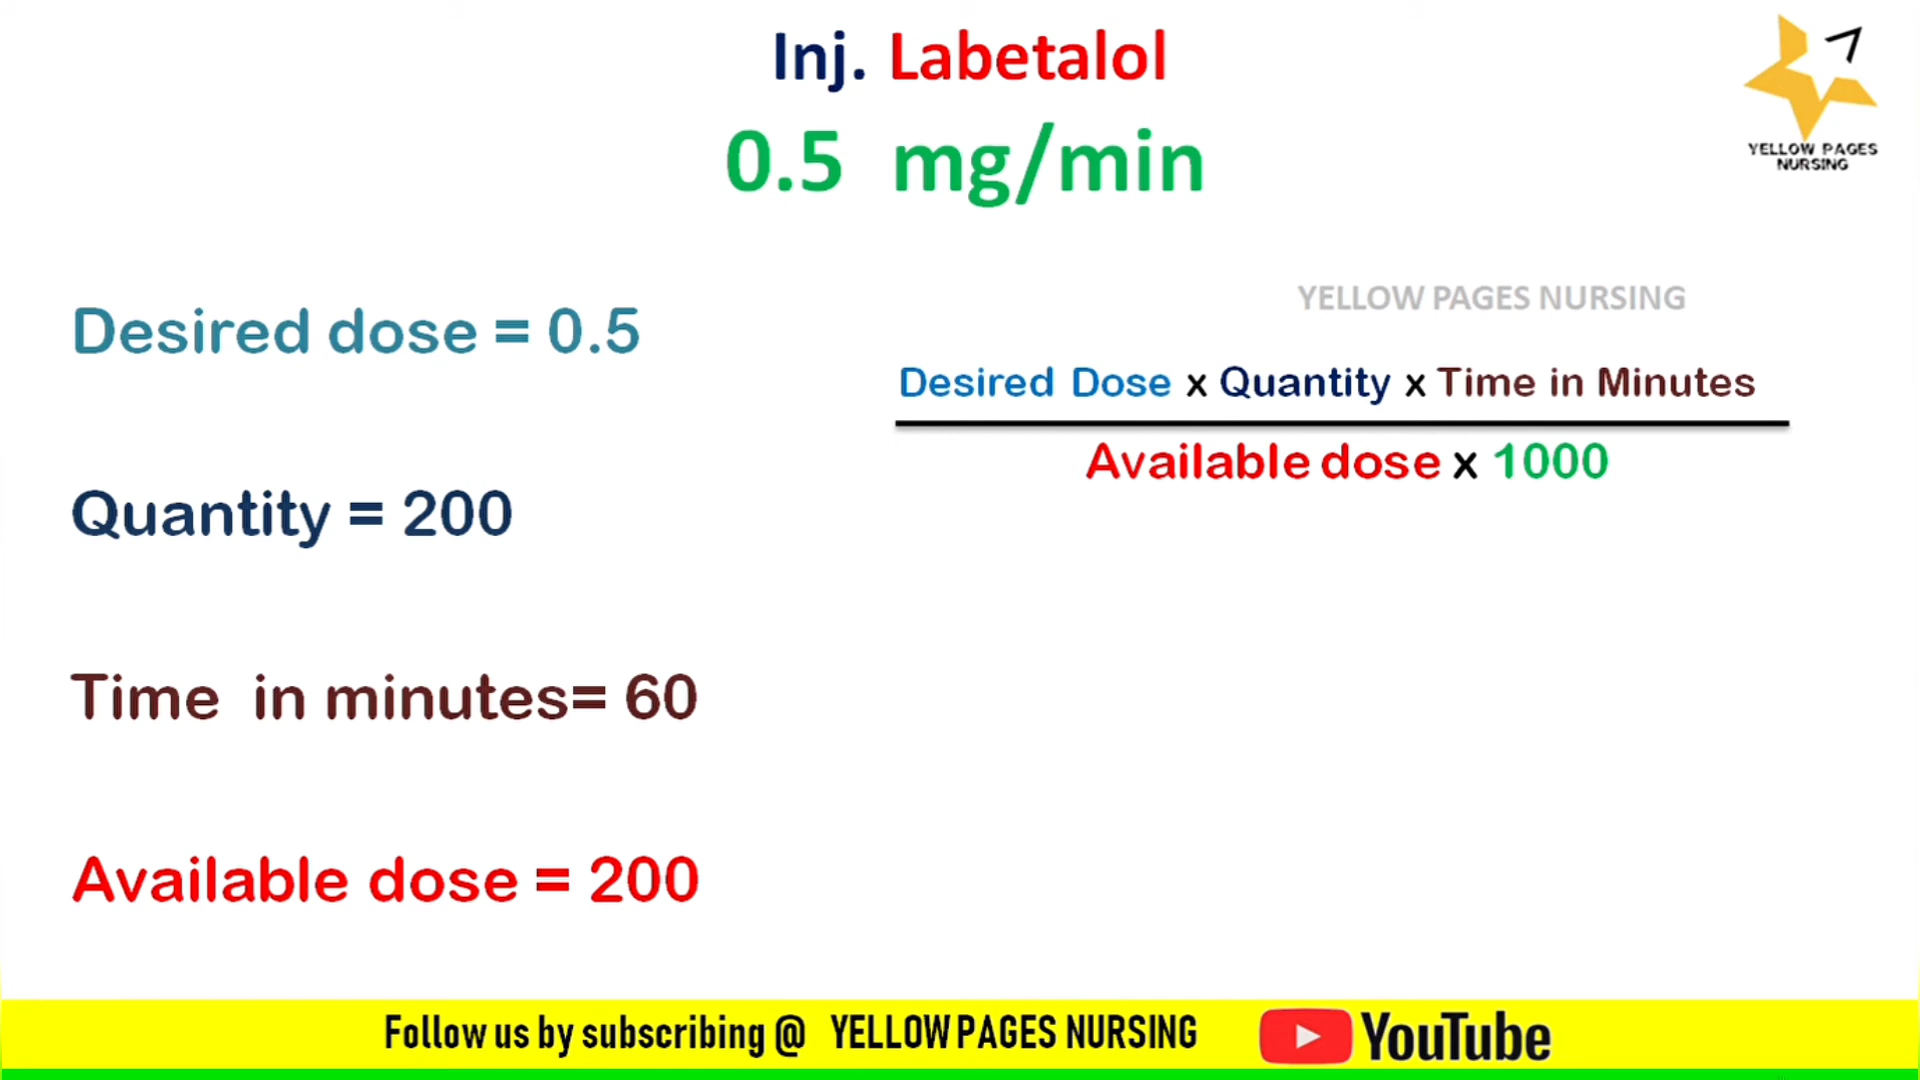 Inj. Labetalol
0.5 mg/min
YELLOW PAGES
NURSING
YELLOW PAGES NURSING
Desired dose = 0.5
Desired Dose x Quantity x Time in Minutes
Available dose x 1000
Quantity = 200
Time in minutes= 60
Available dose = 200
Follow us by subscribing @ YELLOW PAGES NURSING YouTube